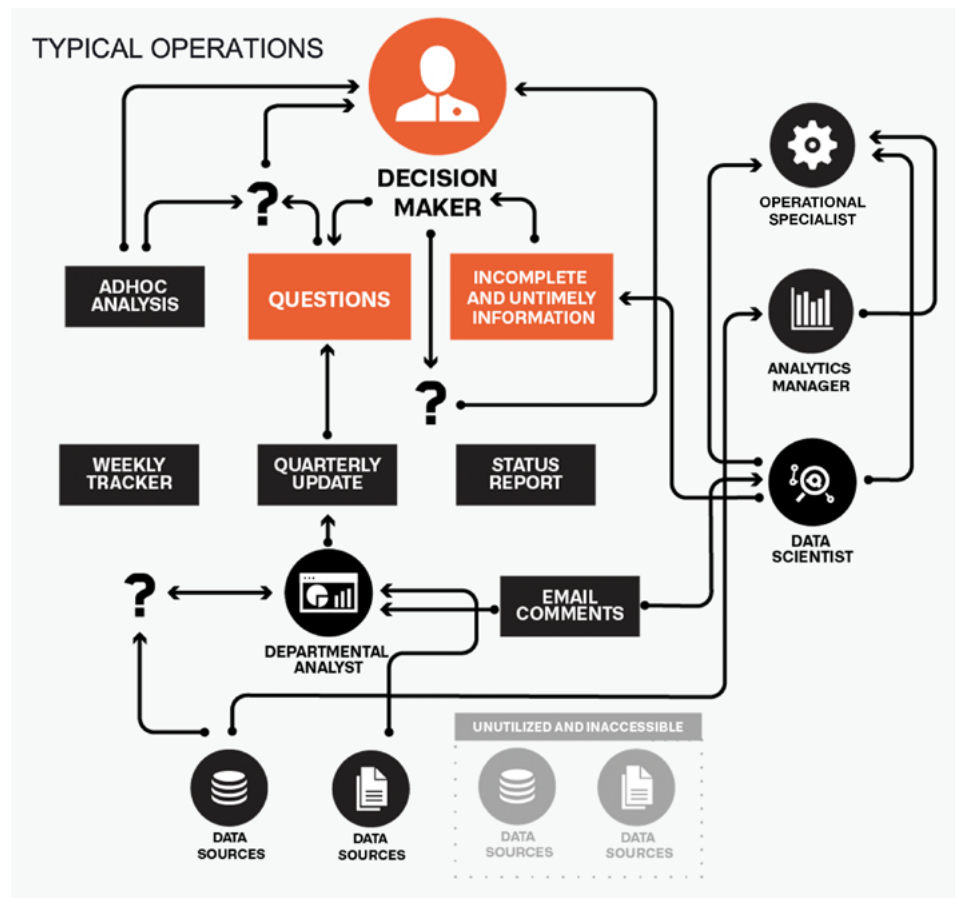 TYPICAL OPERATIONS
DECISION
MAKER
?
OPERATIONAL
SPECIALIST
ADHOC
ANALYSIS
QUESTIONS
INCOMPLETE
AND UNTIMELY
INFORMATION
ANALYTICS
MANAGER
?
WEEKLY
TRACKER
QUARTERLY
UPDATE
STATUS
REPORT
DATA
SCIENTIST
?
EMAIL
COMMENTS
DEPARTMENTAL
ANALYST
UNUTILIZED AND INACCESSIBLE
DATA
SOURCES
DATA
SOURCES
DATA
SOURCES
DATA
SOURCES